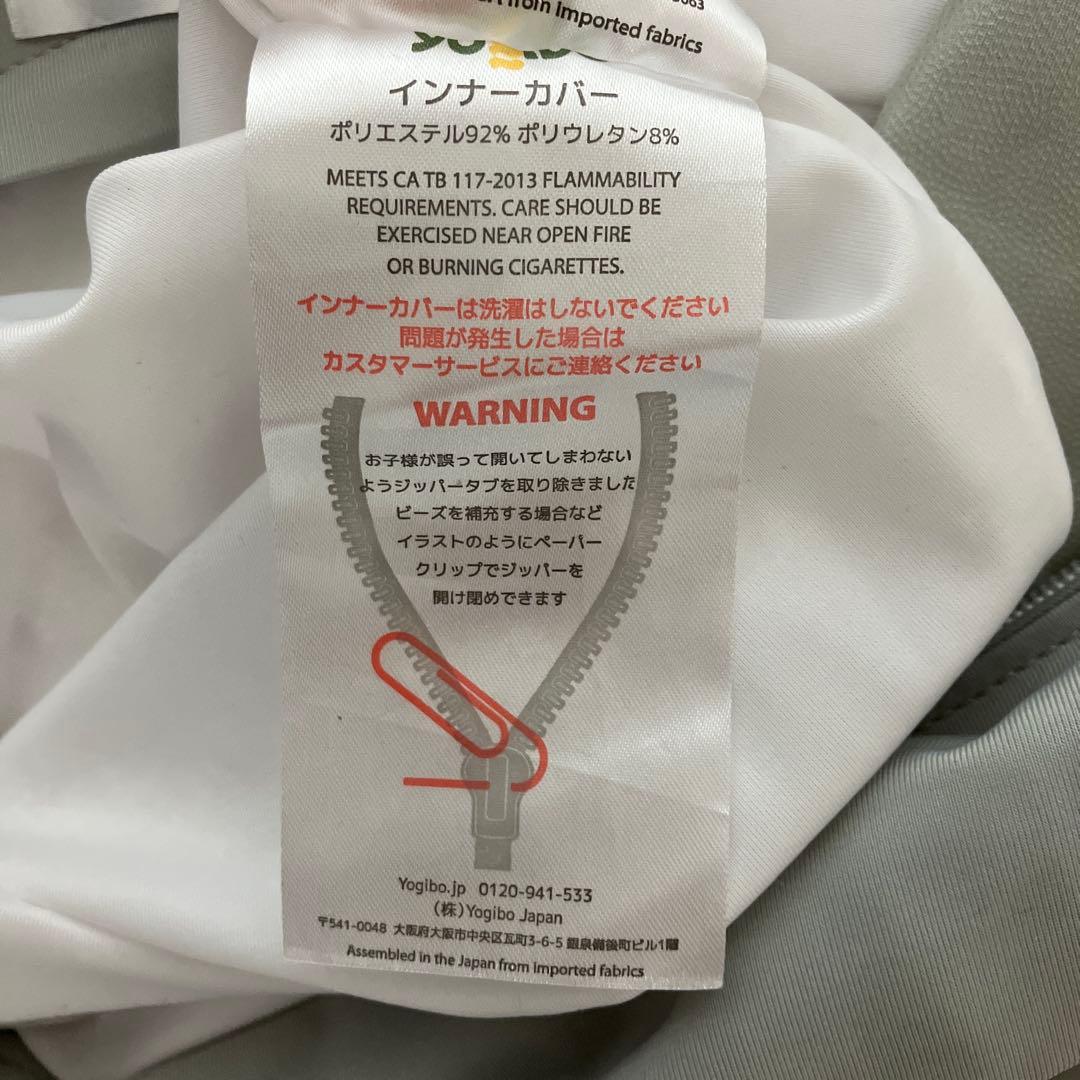 from imported fabrics
インナーカバー
ポリエステル92% ポリウレタン8%
MEETS CA TB 117-2013 FLAMMABILITY
REQUIREMENTS. CARE SHOULD BE
EXERCISED NEAR OPEN FIRE
OR BURNING CIGARETTES.
インナーカバーは洗濯はしないでください
問題が発生した場合は
カスタマーサービスにご連絡ください
WARNING
お子様が誤って開いてしまわない
ようジッパータブを取り除きました
ビーズを補充する場合など
イラストのようにペーパー
クリップでジッパーを
開け閉めできます
Yogibo.jp 0120-941-533
(株)Yogibo Japan
〒541-0048 大阪府大阪市中央区瓦町3-6-5 銀泉備後町ビル1階
Assembled in the Japan from imported fabrics